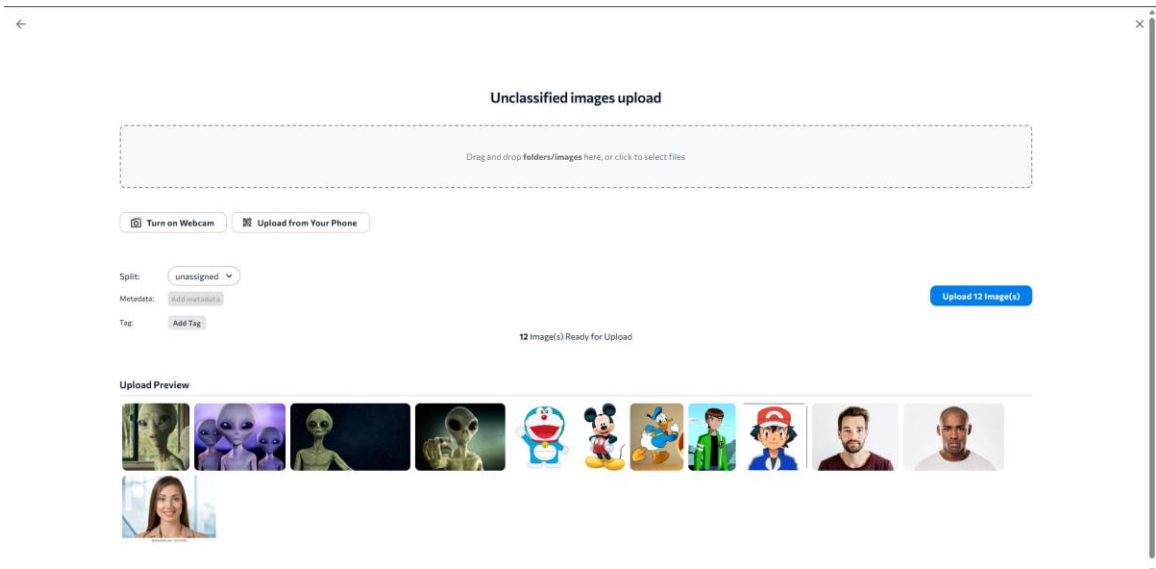 Unclassified images upload
Drag and drop folders/images here, or click to select files
Turn on Webcam
Upload from Your Phone
Split: unassigned
Metadata: Add metadata
Upload 12 Image(s)
Tag: Add Tag
12 Image(s) Ready for Upload
Upload Preview